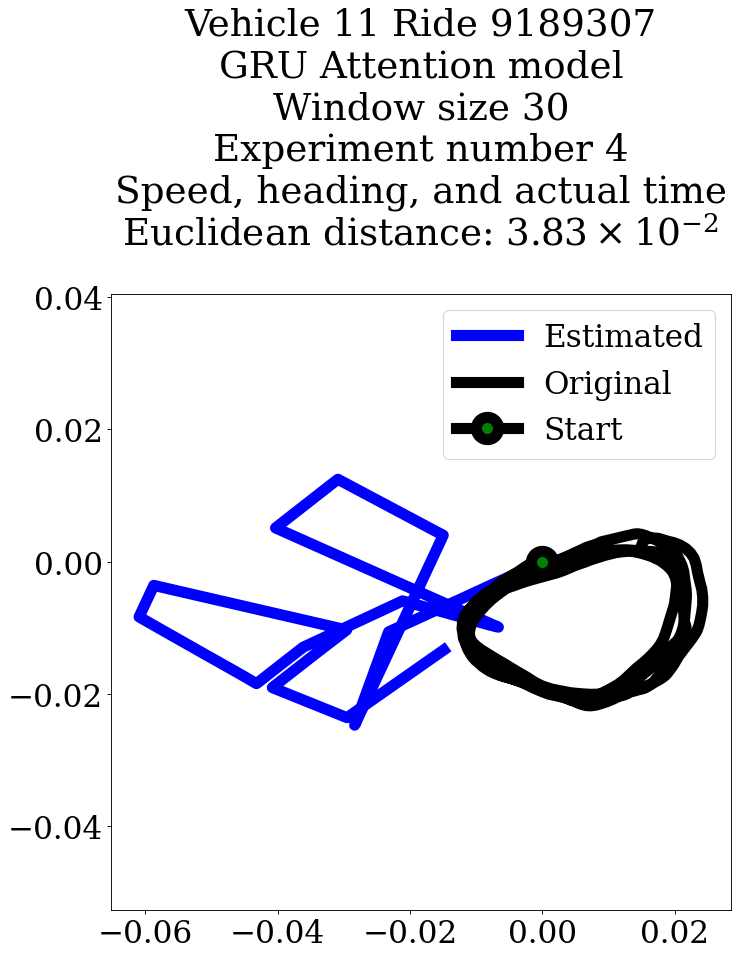 Vehicle 11 Ride 9189307
GRU Attention model
Window size 30
Experiment number 4
Speed, heading, and actual time
Euclidean distance: 3.83 × 10⁻²
Estimated
Original
Start
0.04
0.02
0.00
−0.02
−0.04
−0.06 −0.04 −0.02 0.00 0.02